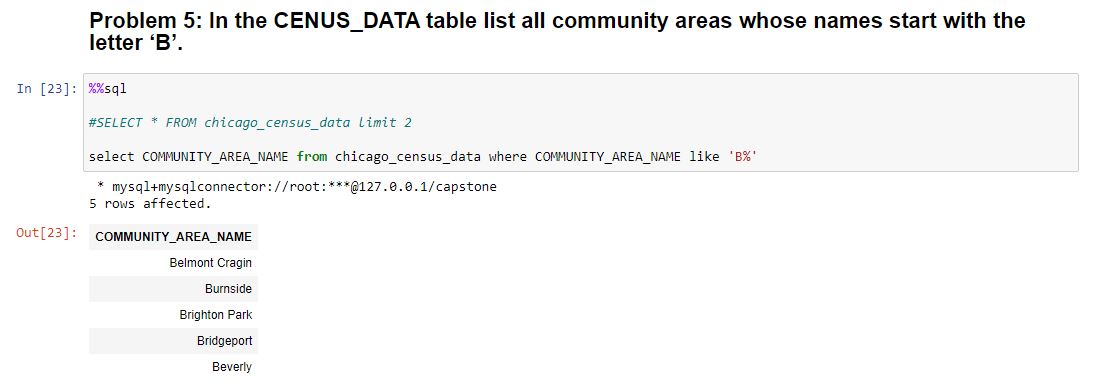 Problem 5: In the CENUS_DATA table list all community areas whose names start with the
letter ‘B’.
In [23]: %%sql
#SELECT * FROM chicago_census_data limit 2
select COMMUNITY_AREA_NAME from chicago_census_data where COMMUNITY_AREA_NAME like 'B%'
* mysql+mysqlconnector://root:***@127.0.0.1/capstone
5 rows affected.
Out[23]: COMMUNITY_AREA_NAME
Belmont Cragin
Burnside
Brighton Park
Bridgeport
Beverly